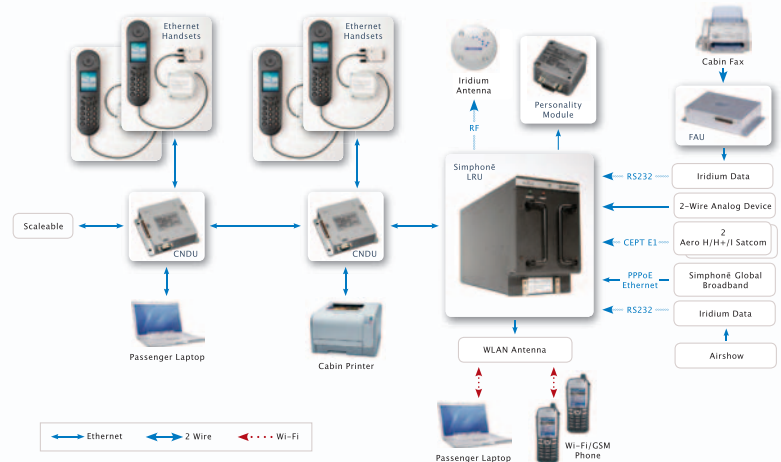 Ethernet
Handsets
Ethernet
Handsets
Iridium
Antenna
RF
Personality
Module
Cabin Fax
FAU
Simphonē
LRU
RS232
Iridium Data
2-Wire Analog Device
CEPT E1
2
Aero H/H+/I Satcom
PPPoE
Ethernet
Simphonē Global
Broadband
RS232
Iridium Data
Airshow
Scaleable
CNDU
CNDU
Passenger Laptop
Cabin Printer
WLAN Antenna
Passenger Laptop
Wi-Fi/GSM
Phone
Ethernet
2 Wire
Wi-Fi